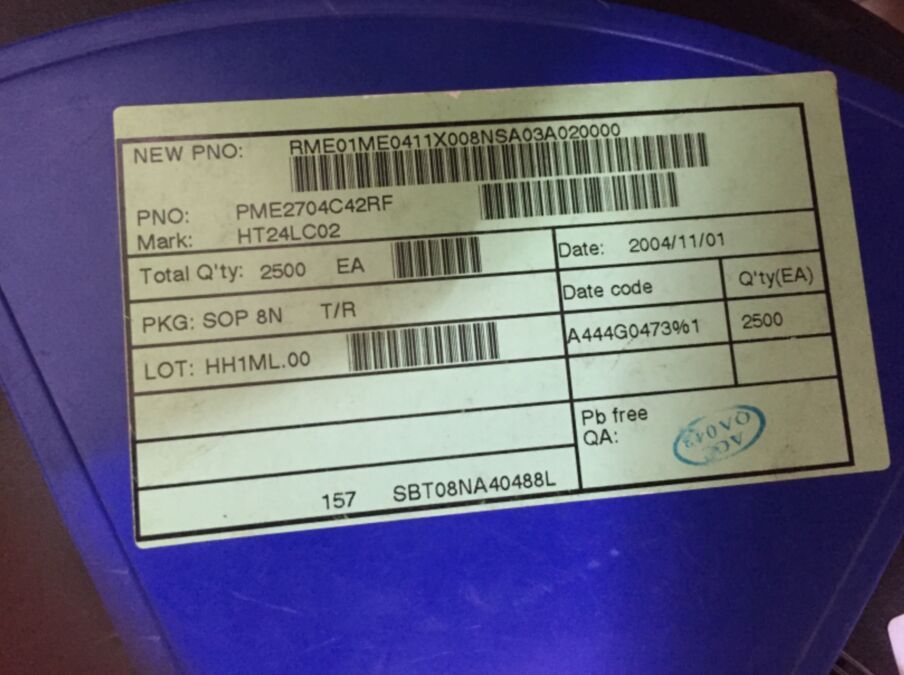 NEW PNO: RME01ME0411X008NSA03A020000
PNO: PME2704C42RF
Mark: HT24LC02
Total Q'ty: 2500 EA
Date: 2004/11/01
PKG: SOP 8N T/R
Date code Q'ty(EA)
LOT: HH1ML.00
A444G0473%1 2500
Pb free
QA:
QA043
157 SBT08NA40488L